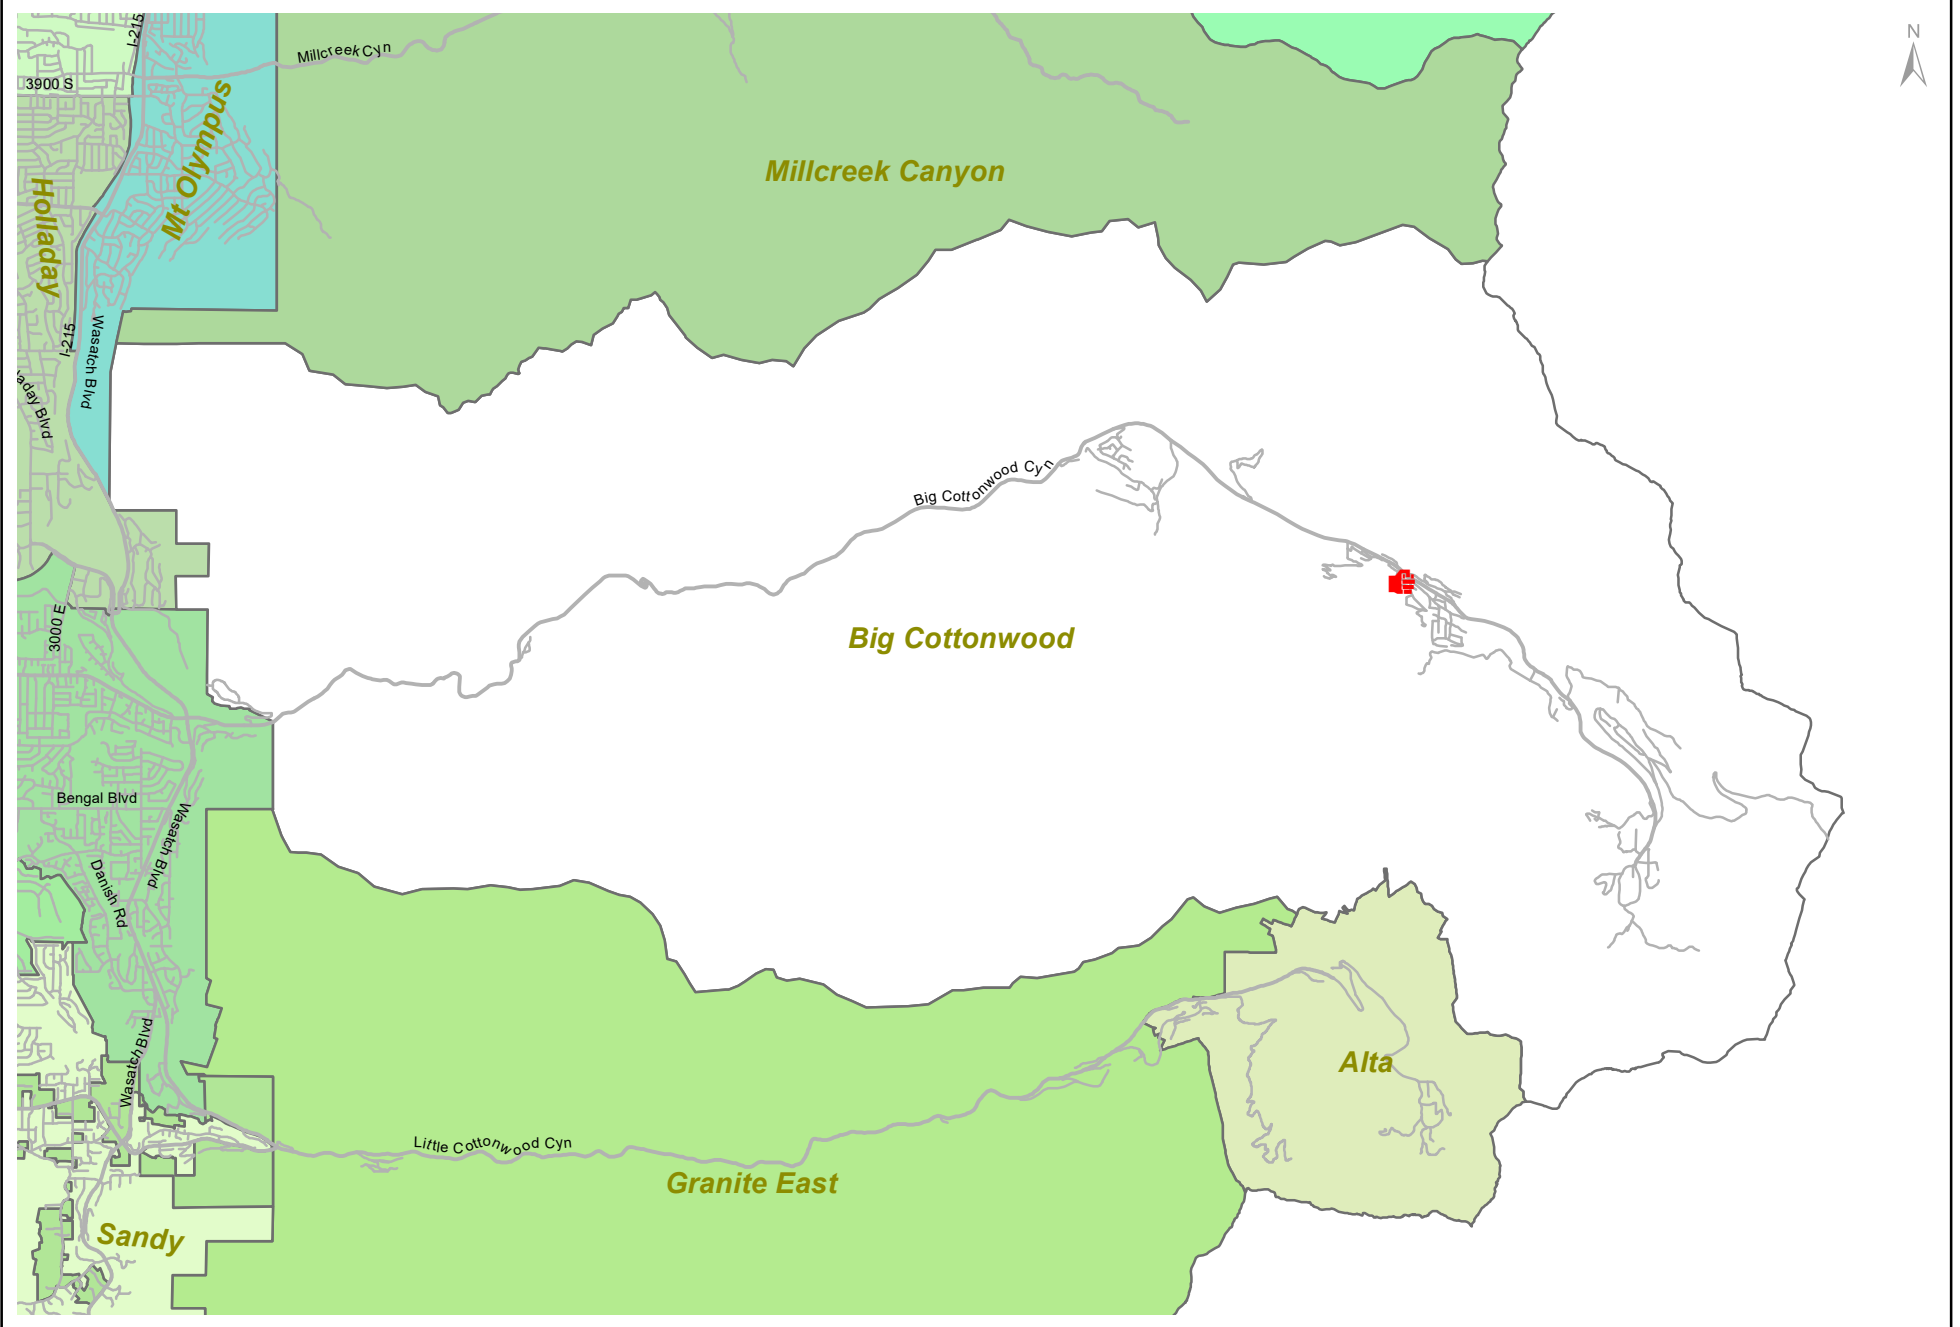 N
I-215
Millcreek Cyn
3900 S
Mt Olympus
Millcreek Canyon
Holladay
I-215
Wasatch Blvd
aday Blvd
Big Cottonwood Cyn
3000 E
Big Cottonwood
Bengal Blvd
Wasatch Blvd
Danish Rd
Wasatch Blvd
Alta
Little Cottonwood Cyn
Granite East
Sandy